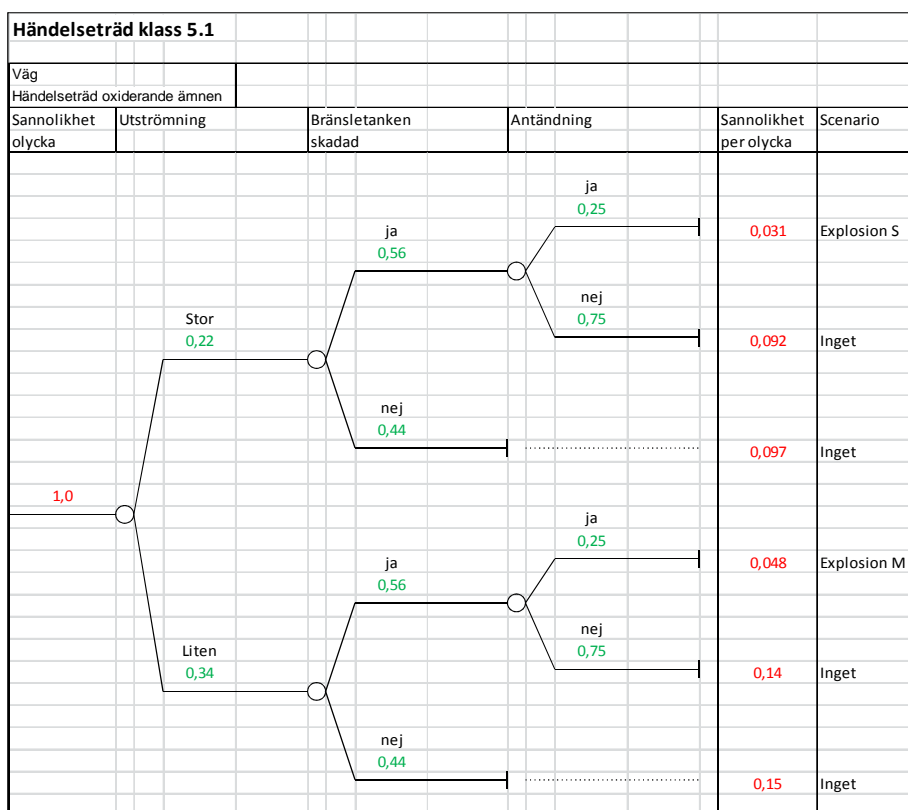 Händelseträd klass 5.1
Väg
Händelseträd oxiderande ämnen
Sannolikhet olycka
Utströmning
Bränsletanken skadad
Antändning
Sannolikhet per olycka
Scenario
ja
0,25
0,031
Explosion S
ja
0,56
nej
0,75
0,092
Inget
Stor
0,22
nej
0,44
0,097
Inget
1,0
ja
0,25
0,048
Explosion M
ja
0,56
nej
0,75
0,14
Inget
Liten
0,34
nej
0,44
0,15
Inget